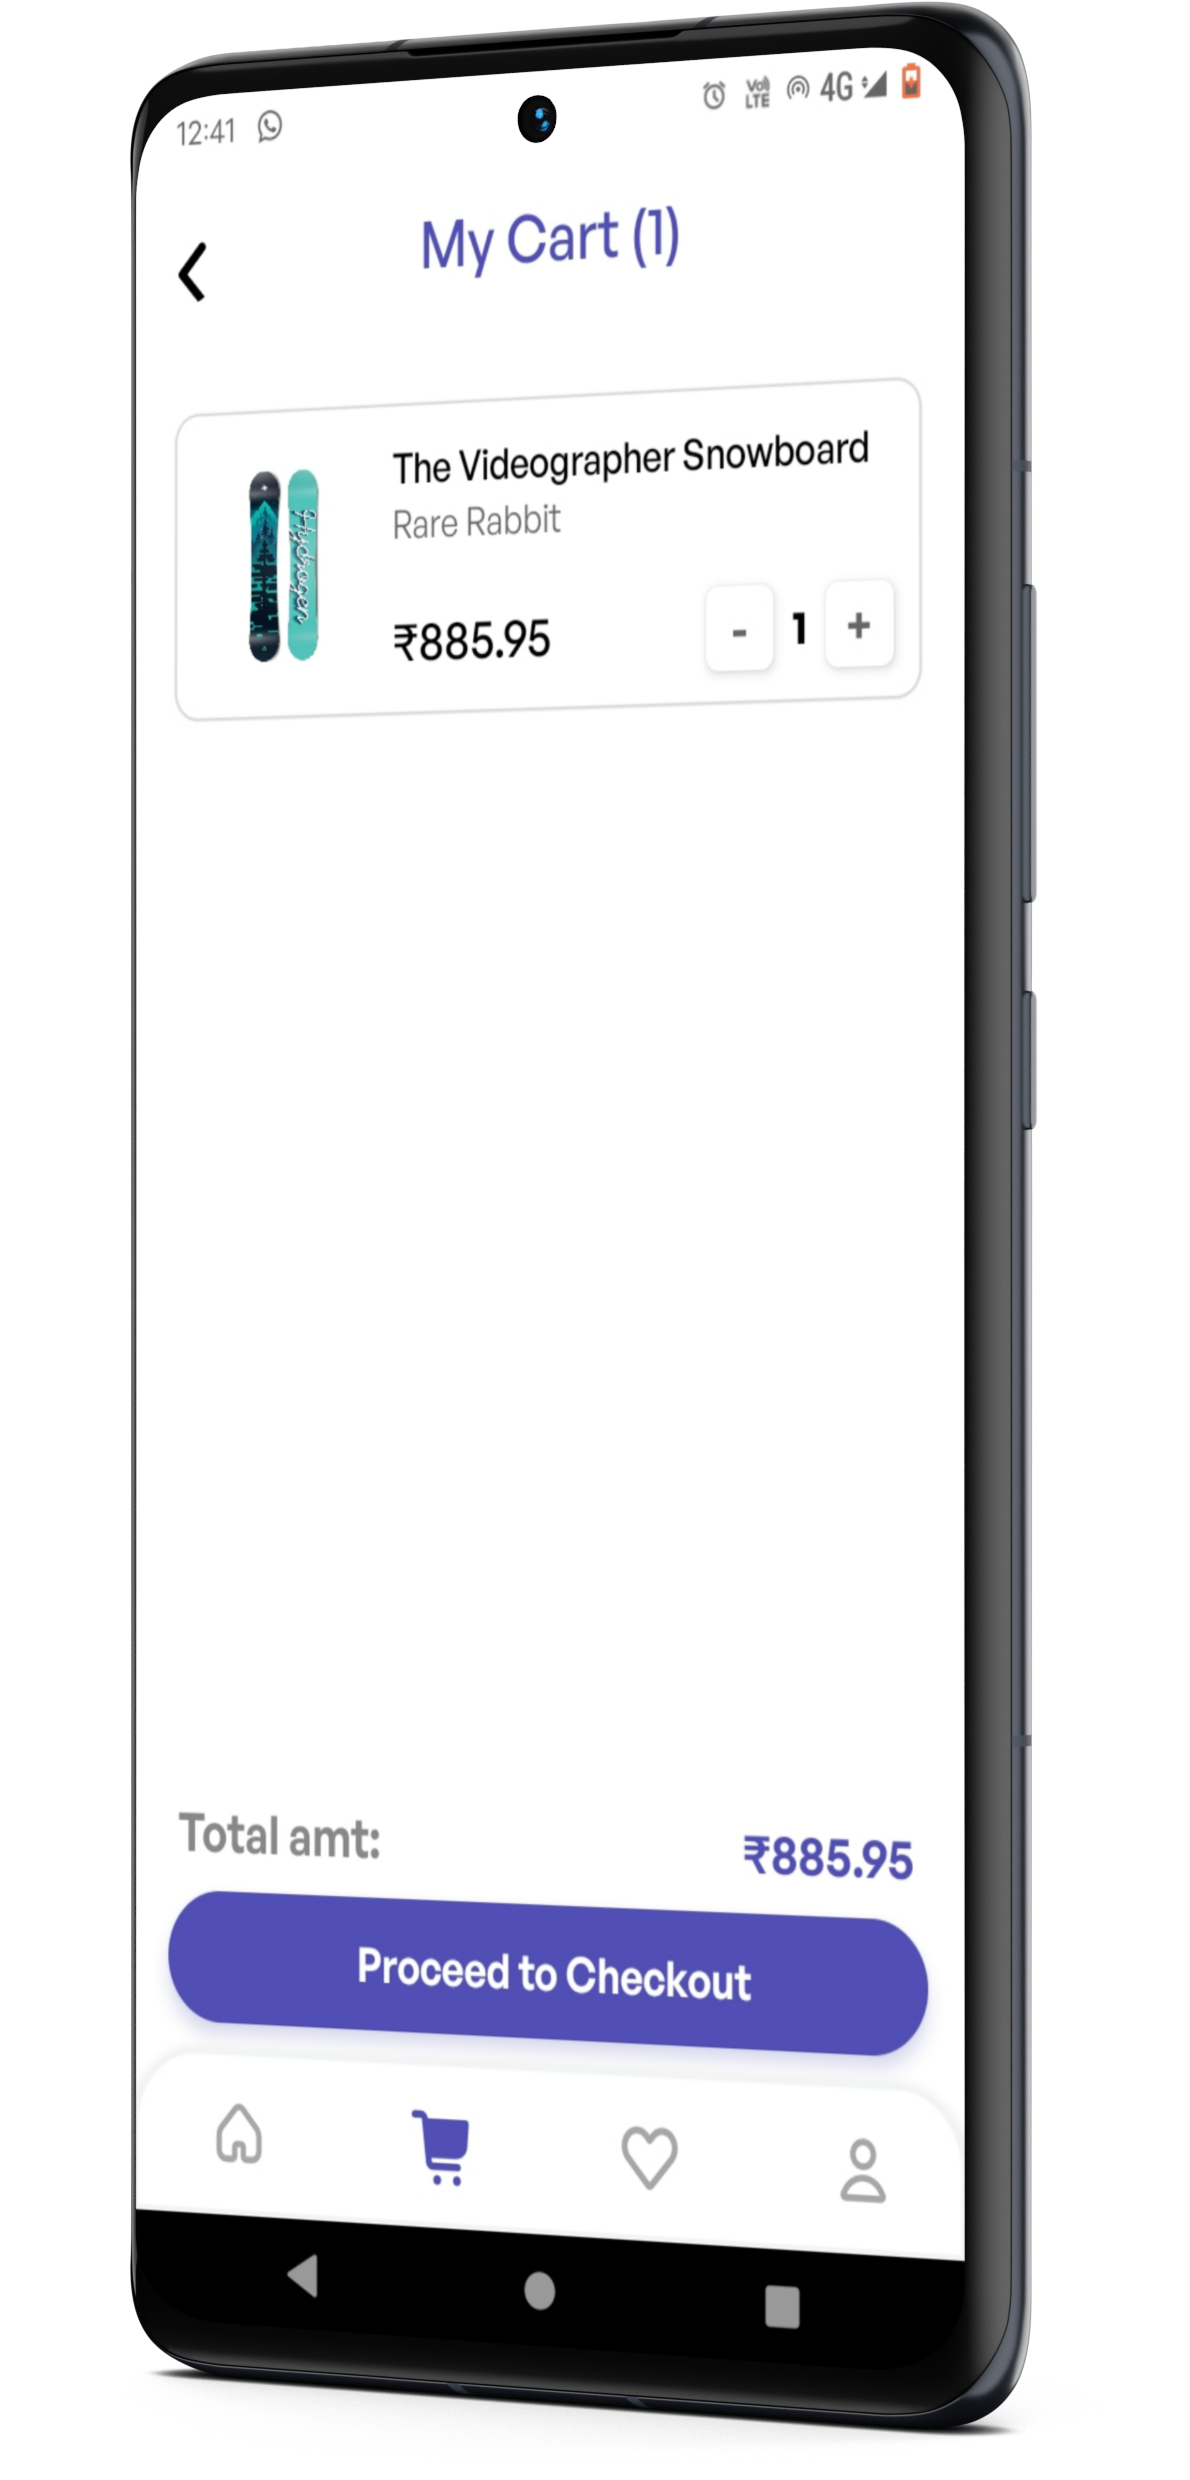 12:41
VoI) LTE 4G
My Cart (1)
The Videographer Snowboard
Rare Rabbit
Hydrogen
₹885.95 - 1 +
Total amt: ₹885.95
Proceed to Checkout